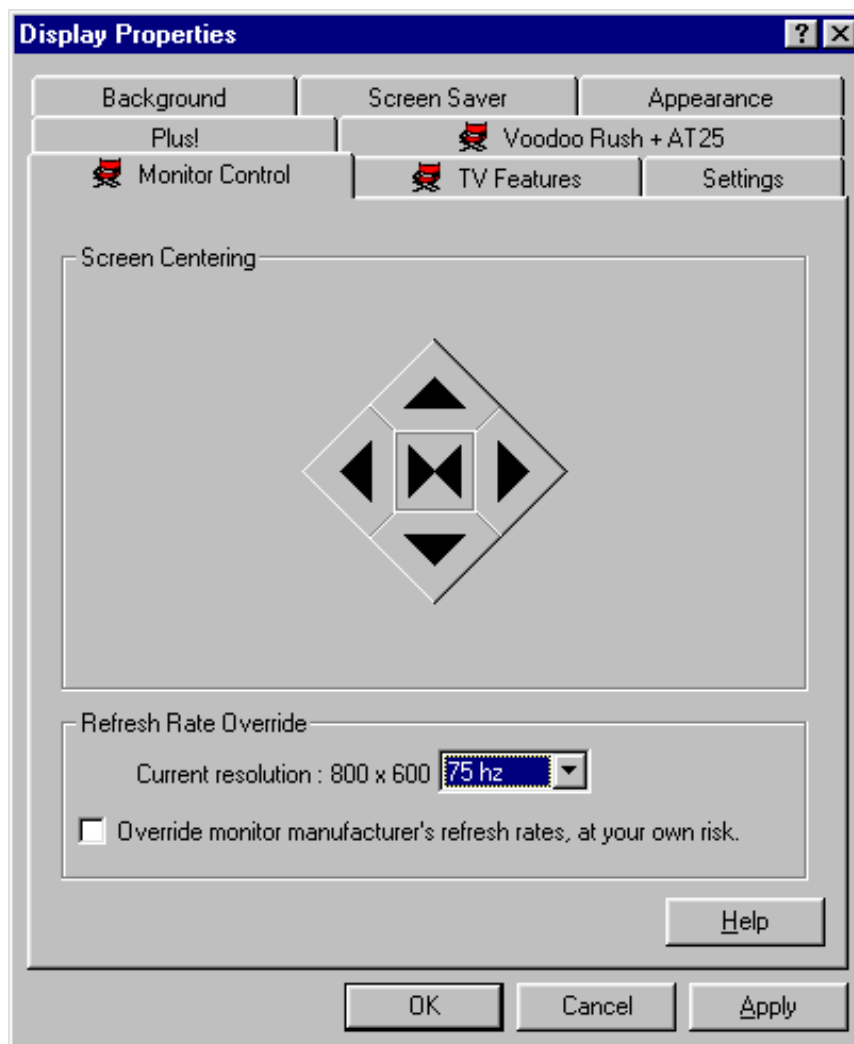 Display Properties
Background Screen Saver Appearance
Plus! Voodoo Rush + AT25
Monitor Control TV Features Settings
Screen Centering
Refresh Rate Override
Current resolution : 800 x 600 75 hz
Override monitor manufacturer's refresh rates, at your own risk.
Help
OK Cancel Apply